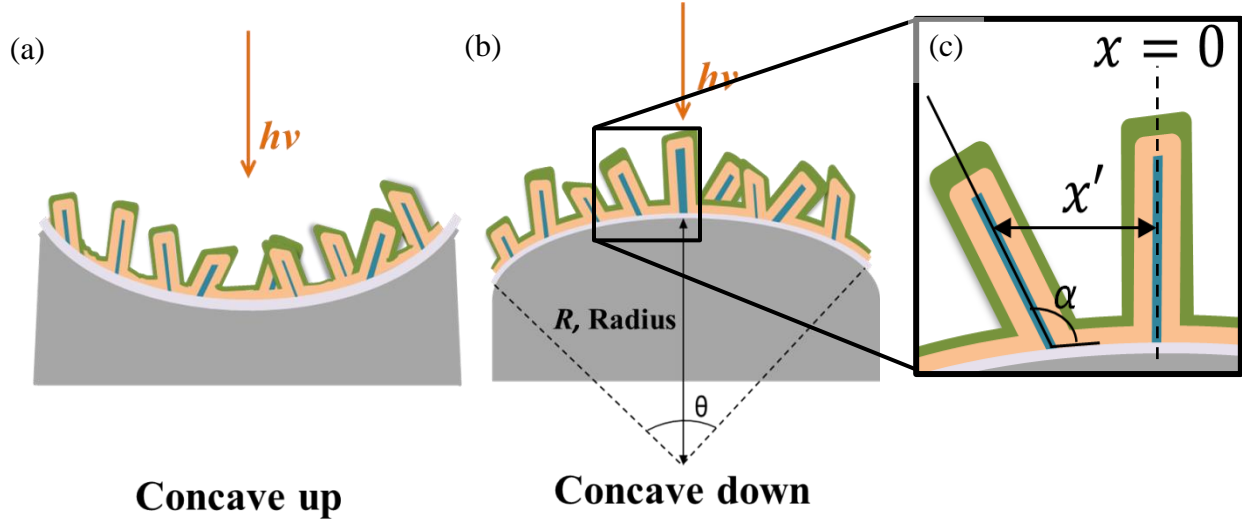 (a)
hν
Concave up
(b)
hν
R, Radius
θ
Concave down
(c)
x = 0
x′
α